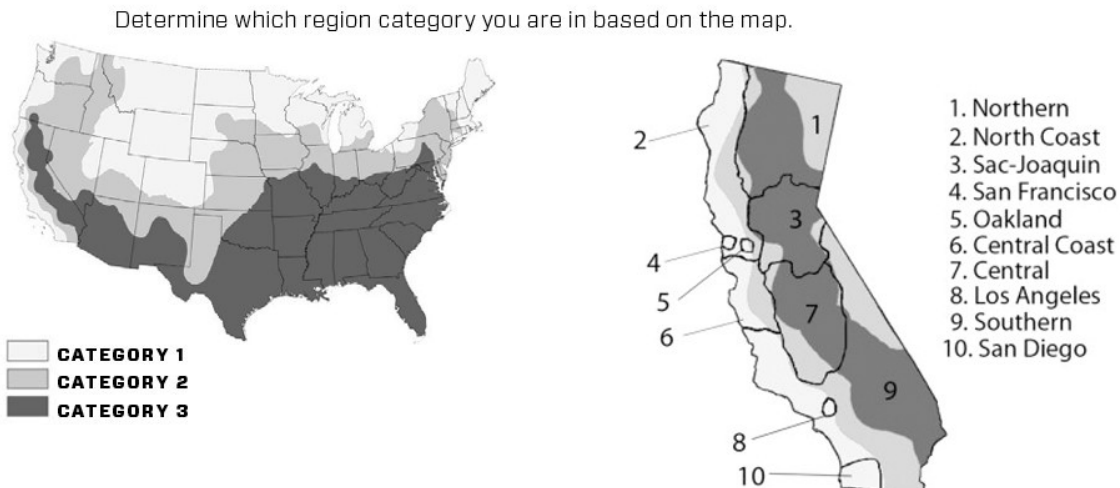 Determine which region category you are in based on the map.
CATEGORY 1
CATEGORY 2
CATEGORY 3
1
2
3
4
5
6
7
8
9
10
1. Northern
2. North Coast
3. Sac-Joaquin
4. San Francisco
5. Oakland
6. Central Coast
7. Central
8. Los Angeles
9. Southern
10. San Diego